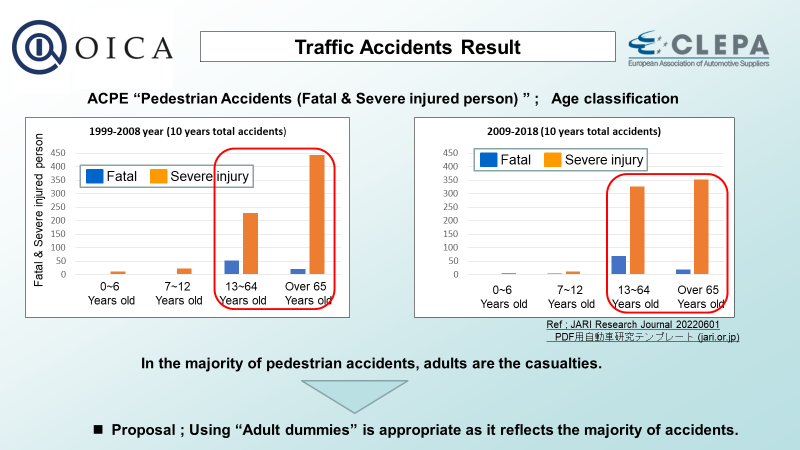 OICA
Traffic Accidents Result
CLEPA
European Association of Automotive Suppliers
ACPE “Pedestrian Accidents (Fatal & Severe injured person) ” ; Age classification
1999-2008 year (10 years total accidents)
Fatal & Severe injured person
450
400
350
300
250
200
150
100
50
0
Fatal Severe injury
0~6 7~12 13~64 Over 65
Years old Years old Years old Years old
2009-2018 (10 years total accidents)
450
400
350
300
250
200
150
100
50
0
Fatal Severe injury
0~6 7~12 13~64 Over 65
Years old Years old Years old Years old
Ref ; JARI Research Journal 20220601
PDF用自動車研究テンプレート (jari.or.jp)
In the majority of pedestrian accidents, adults are the casualties.
■ Proposal ; Using “Adult dummies” is appropriate as it reflects the majority of accidents.